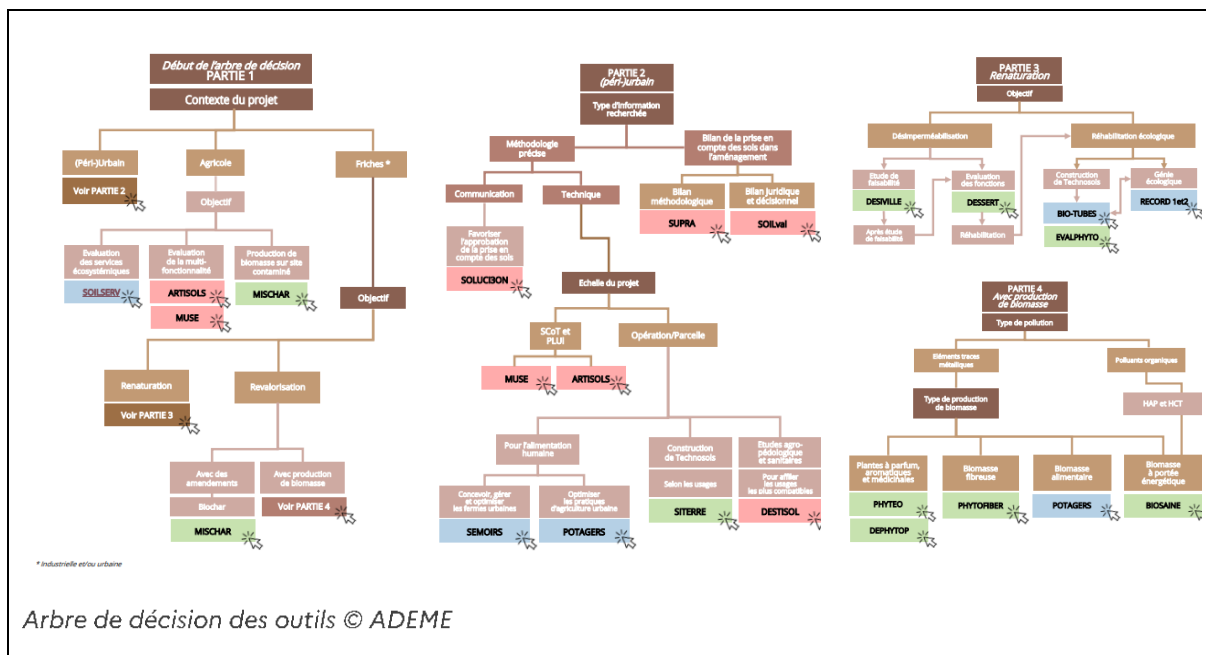 Début de l'arbre de décision
PARTIE 1
Contexte du projet
(Péri-)Urbain
Voir PARTIE 2
Agricole
Friches *
Objectif
Evaluation
des services
écosystémiques
SOILSERV
Evaluation
de la multi-
fonctionnalité
ARTISOLS
MUSE
Production de
biomasse sur site
contaminé
MISCHAR
Objectif
Renaturation
Voir PARTIE 3
Revalorisation
Avec des
amendements
Biochar
MISCHAR
Avec production
de biomasse
Voir PARTIE 4
* Industrielle et/ou urbaine
PARTIE 2
(péri-)urbain
Type d'information
recherchée
Méthodologie
précise
Bilan de la prise en
compte des sols dans
l'aménagement
Communication
Technique
Favoriser
l'approbation
de la prise en
compte des sols
SOLUCI3ON
Bilan
méthodologique
SUPRA
Bilan juridique
et décisionnel
SOILval
Echelle du projet
SCoT et
PLUi
MUSE
ARTISOLS
Opération/Parcelle
Pour l'alimentation
humaine
Concevoir, gérer
et optimiser
les fermes urbaines
SEMOIRS
Optimiser
les pratiques
d'agriculture urbaine
POTAGERS
Construction
de Technosols
Selon les usages
SITERRE
Etudes agro-
pédologique
et sanitaires
Pour affiler
les usages
les plus compatibles
DESTISOL
PARTIE 3
Renaturation
Objectif
Désimperméabilisation
Réhabilitation écologique
Etude de
faisabilité
DESIVILLE
Après étude
de faisabilité
Evaluation
des fonctions
DESSERT
Réhabilitation
Construction
de Technosols
BIO-TUBES
EVALPHYTO
Génie
écologique
RECORD 1et2
PARTIE 4
Avec production
de biomasse
Type de pollution
Eléments traces
métalliques
Polluants organiques
Type de production
de biomasse
HAP et HCT
Plantes à parfum,
aromatiques et
médicinales
PHYTEO
DEPHYTOP
Biomasse
fibreuse
PHYTOFIBER
Biomasse
alimentaire
POTAGERS
Biomasse
à portée
énergétique
BIOSAINE
Arbre de décision des outils © ADEME